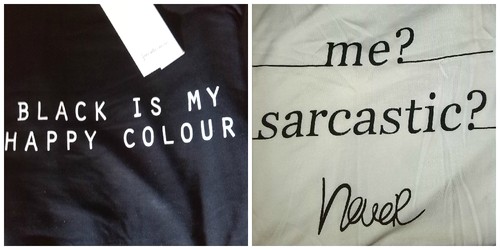 BLACK IS MY
HAPPY COLOUR
me?
sarcastic?
never